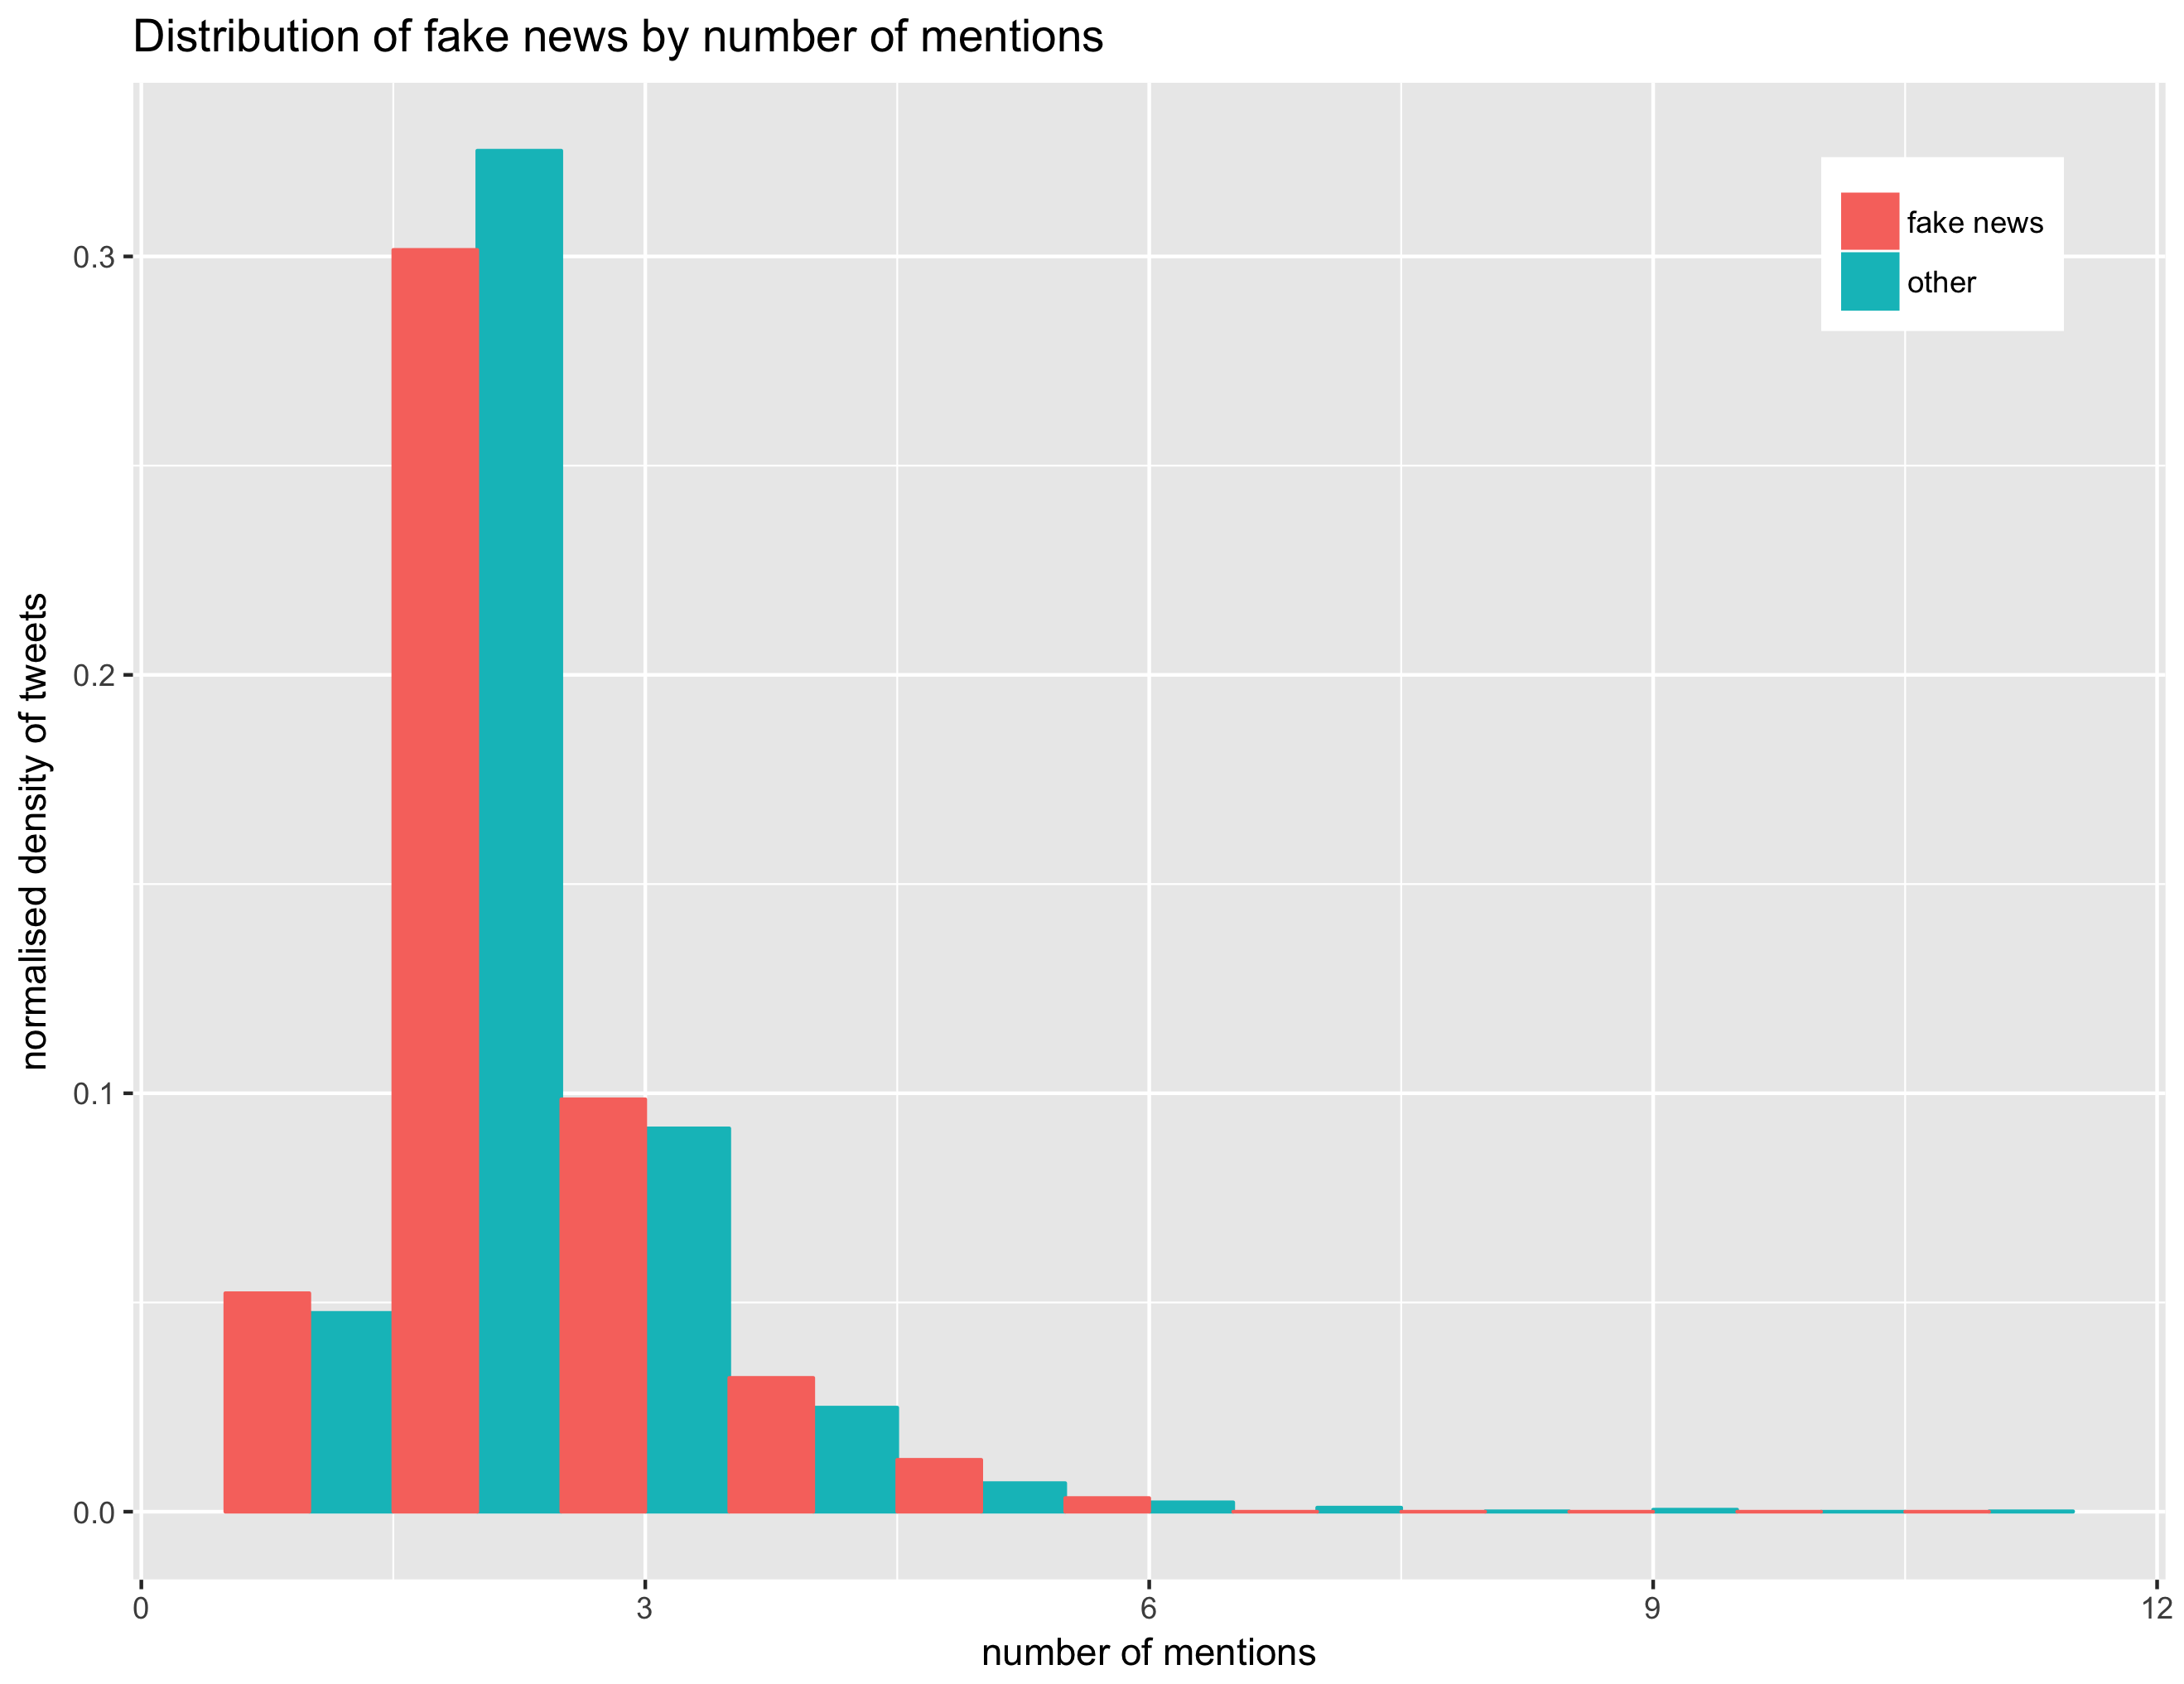 Distribution of fake news by number of mentions
fake news
other
normalised density of tweets
0.3
0.2
0.1
0.0
0 3 6 9 12
number of mentions